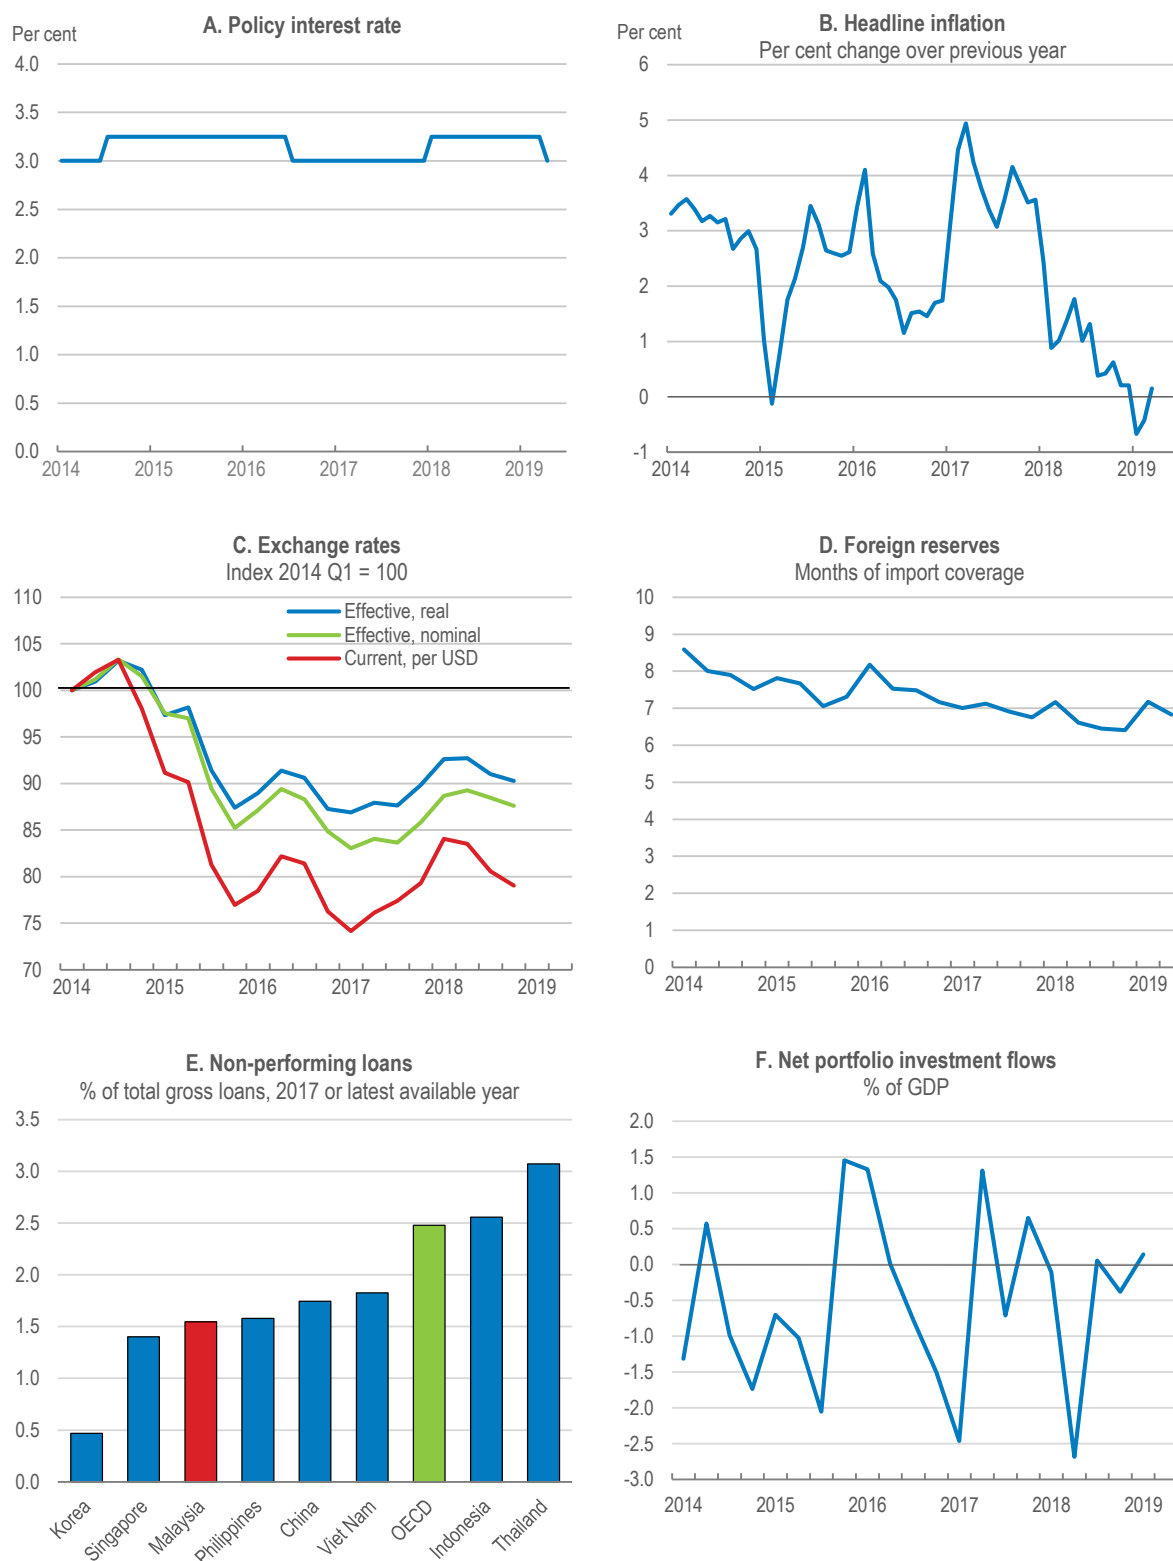 A. Policy interest rate
Per cent
4.0
3.5
3.0
2.5
2.0
1.5
1.0
0.5
0.0
2014 2015 2016 2017 2018 2019
B. Headline inflation
Per cent change over previous year
Per cent
6
5
4
3
2
1
0
-1
2014 2015 2016 2017 2018 2019
C. Exchange rates
Index 2014 Q1 = 100
110
105
100
95
90
85
80
75
70
Effective, real
Effective, nominal
Current, per USD
2014 2015 2016 2017 2018 2019
D. Foreign reserves
Months of import coverage
10
9
8
7
6
5
4
3
2
1
0
2014 2015 2016 2017 2018 2019
E. Non-performing loans
% of total gross loans, 2017 or latest available year
3.5
3.0
2.5
2.0
1.5
1.0
0.5
0.0
Korea
Singapore
Malaysia
Philippines
China
Viet Nam
OECD
Indonesia
Thailand
F. Net portfolio investment flows
% of GDP
2.0
1.5
1.0
0.5
0.0
-0.5
-1.0
-1.5
-2.0
-2.5
-3.0
2014 2015 2016 2017 2018 2019